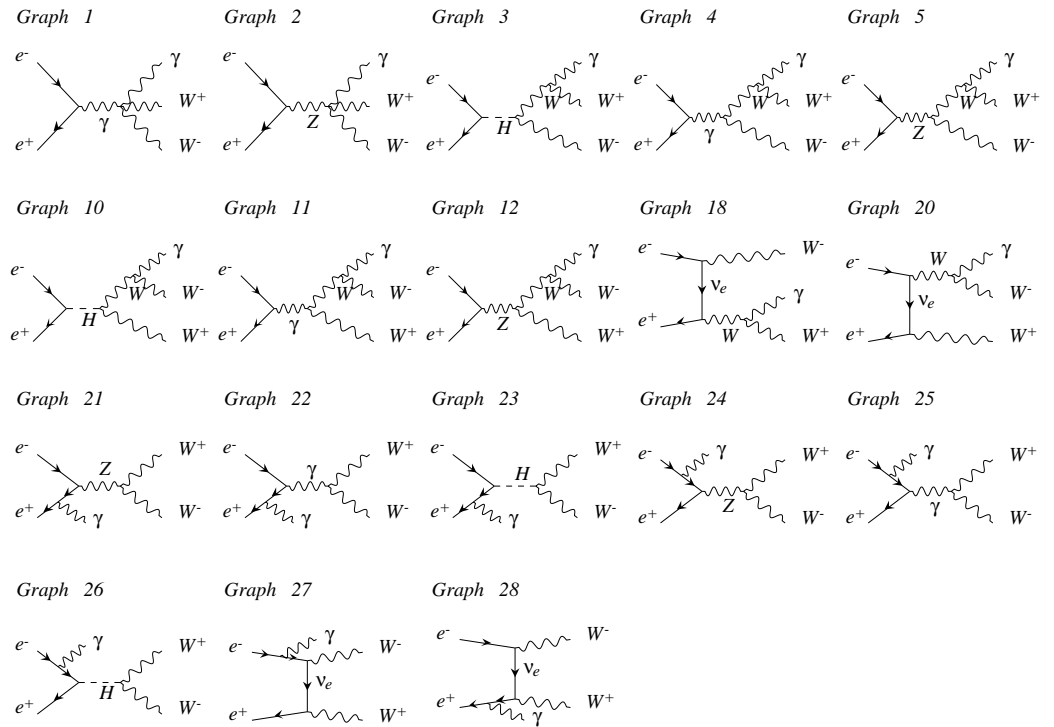 Graph 1 Graph 2 Graph 3 Graph 4 Graph 5
e⁻ γ e⁻ γ e⁻ γ e⁻ γ e⁻ γ
γ W⁺ Z W⁺ H W W⁺ γ W W⁺ Z W W⁺
e⁺ W⁻ e⁺ W⁻ e⁺ W⁻ e⁺ W⁻ e⁺ W⁻
Graph 10 Graph 11 Graph 12 Graph 18 Graph 20
e⁻ γ e⁻ γ e⁻ γ e⁻ W⁻ e⁻ W γ
H W W⁻ γ W W⁻ Z W W⁻ νₑ γ νₑ W⁻
e⁺ W⁺ e⁺ W⁺ e⁺ W⁺ e⁺ W W⁺ e⁺ W⁺
Graph 21 Graph 22 Graph 23 Graph 24 Graph 25
e⁻ Z W⁺ e⁻ γ W⁺ e⁻ H W⁺ e⁻ γ W⁺ e⁻ γ W⁺
e⁺ γ W⁻ e⁺ γ W⁻ e⁺ γ W⁻ e⁺ Z W⁻ e⁺ γ W⁻
Graph 26 Graph 27 Graph 28
e⁻ γ W⁺ e⁻ γ W⁻ e⁻ W⁻
H νₑ νₑ
e⁺ W⁻ e⁺ W⁺ e⁺ γ W⁺